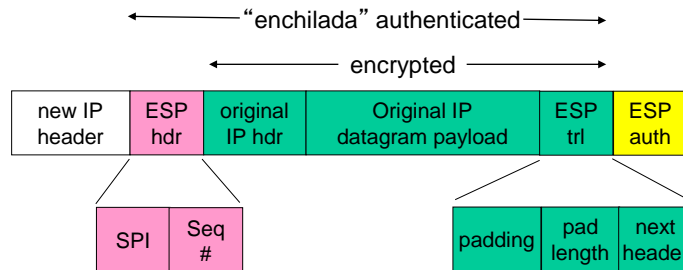 “enchilada” authenticated
encrypted
new IP header
ESP hdr
original IP hdr
Original IP datagram payload
ESP trl
ESP auth
SPI
Seq #
padding
pad length
next header